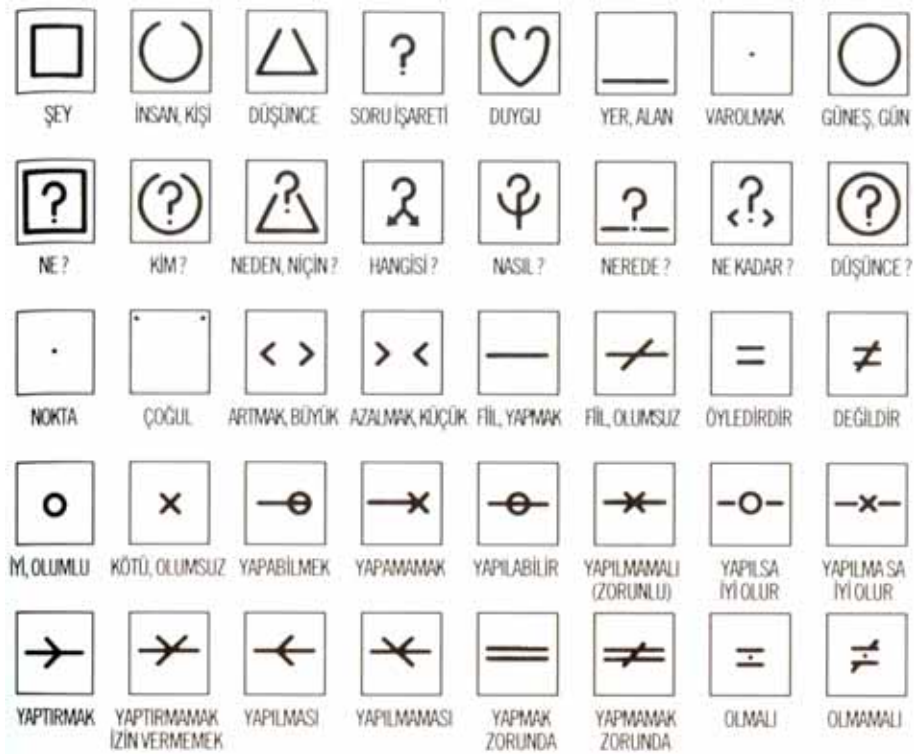 ŞEY İNSAN, KİŞİ DÜŞÜNCE SORU İŞARETİ DUYGU YER, ALAN VAROLMAK GÜNEŞ, GÜN
NE ? KİM ? NEDEN, NİÇİN ? HANGİSİ ? NASIL ? NEREDE ? NE KADAR ? DÜŞÜNCE ?
NOKTA ÇOĞUL ARTMAK, BÜYÜK AZALMAK, KÜÇÜK FİİL, YAPMAK FİİL, OLUMSUZ ÖYLEDİRDİR DEĞİLDİR
İYİ, OLUMLU KÖTÜ, OLUMSUZ YAPABİLMEK YAPAMAMAK YAPILABİLİR YAPILMAMALI YAPILSA YAPILMA SA
(ZORUNLU) İYİ OLUR İYİ OLUR
YAPTIRMAK YAPTIRMAMAK YAPILMASI YAPILMAMASI YAPMAK YAPMAMAK OLMALI OLMAMALI
İZİN VERMEMEK ZORUNDA ZORUNDA